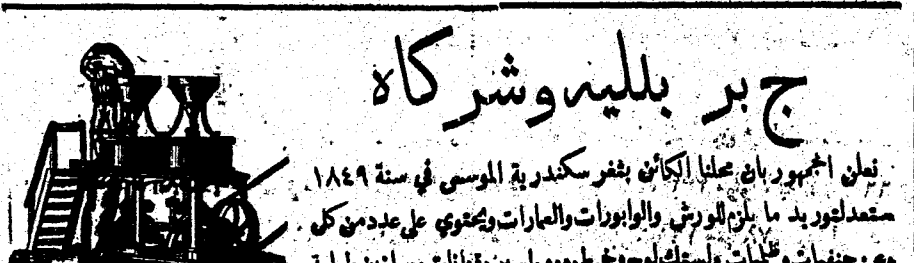 ج بر بلليه وشركاه
نعلن الجمهور بان محلنا الكائن بثغر سكندرية الموسس في سنة ١٨٤٩
مستعد لتوريد ما يلزم للورش والوابورات والعمارات ويحتوي على عدد من كل